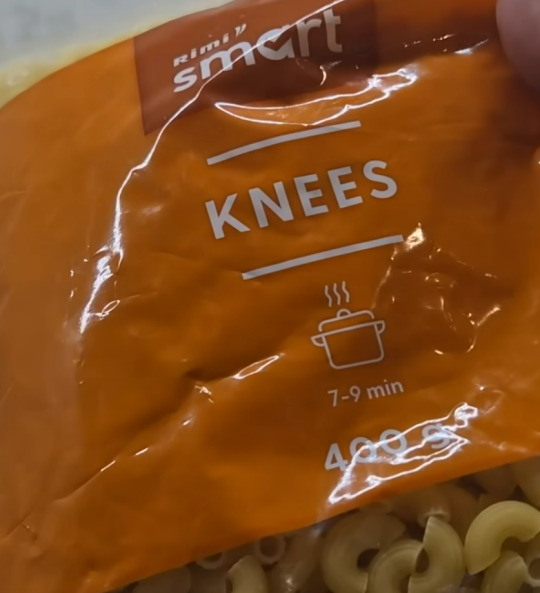 Rimi
smart
KNEES
7-9 min
400 g